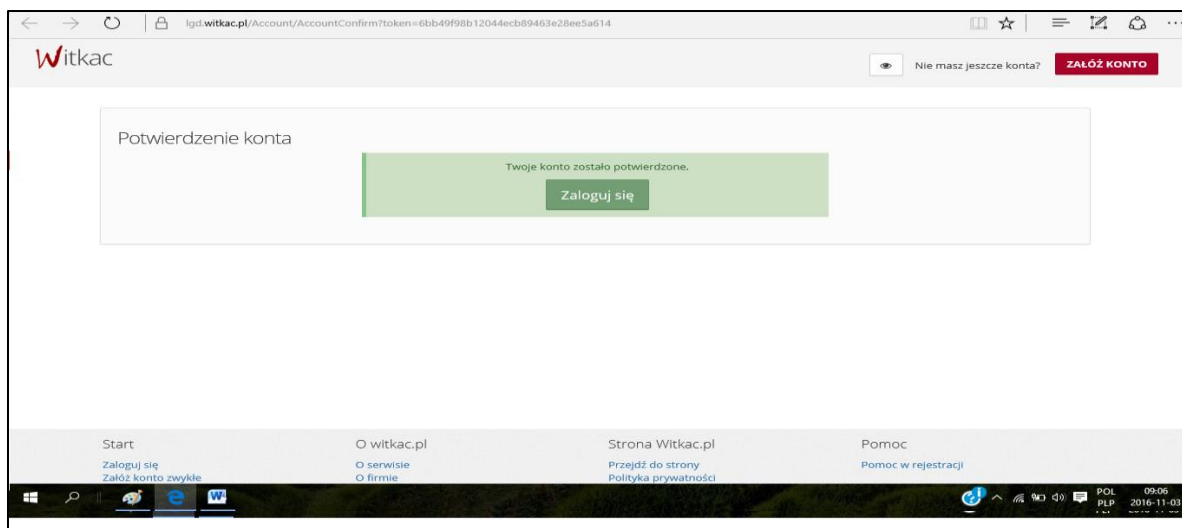 lgd.witkac.pl/Account/AccountConfirm?token=6bb49f98b12044ecb89463e28ee5a614
Witkac
Nie masz jeszcze konta?
ZAŁÓŻ KONTO
Potwierdzenie konta
Twoje konto zostało potwierdzone.
Zaloguj się
Start
O witkac.pl
Strona Witkac.pl
Pomoc
Zaloguj się
O serwisie
Przejdź do strony
Pomoc w rejestracji
Załóż konto zwykłe
O firmie
Polityka prywatności
POL
09:06
PLP
2016-11-03